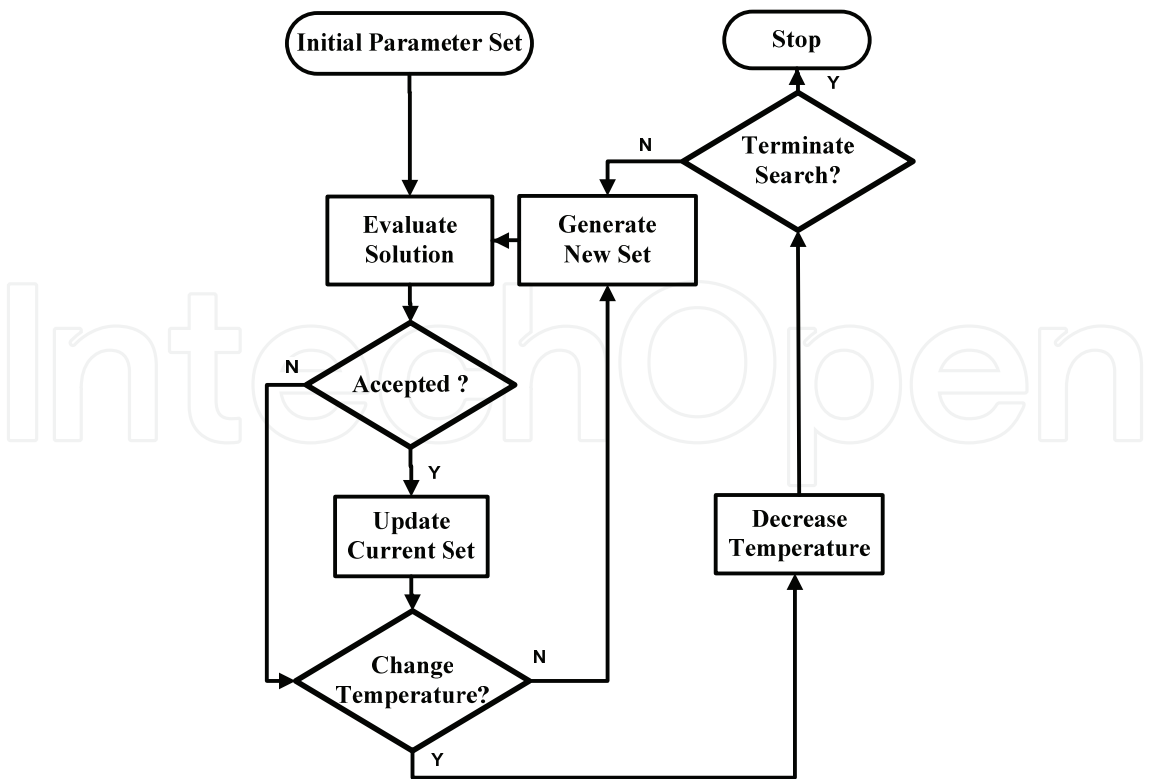 Initial Parameter Set
Stop
Y
Terminate
Search?
N
Evaluate
Solution
Generate
New Set
N
Accepted ?
Y
Update
Current Set
Decrease
Temperature
Change
Temperature?
N
Y
IntechOpen